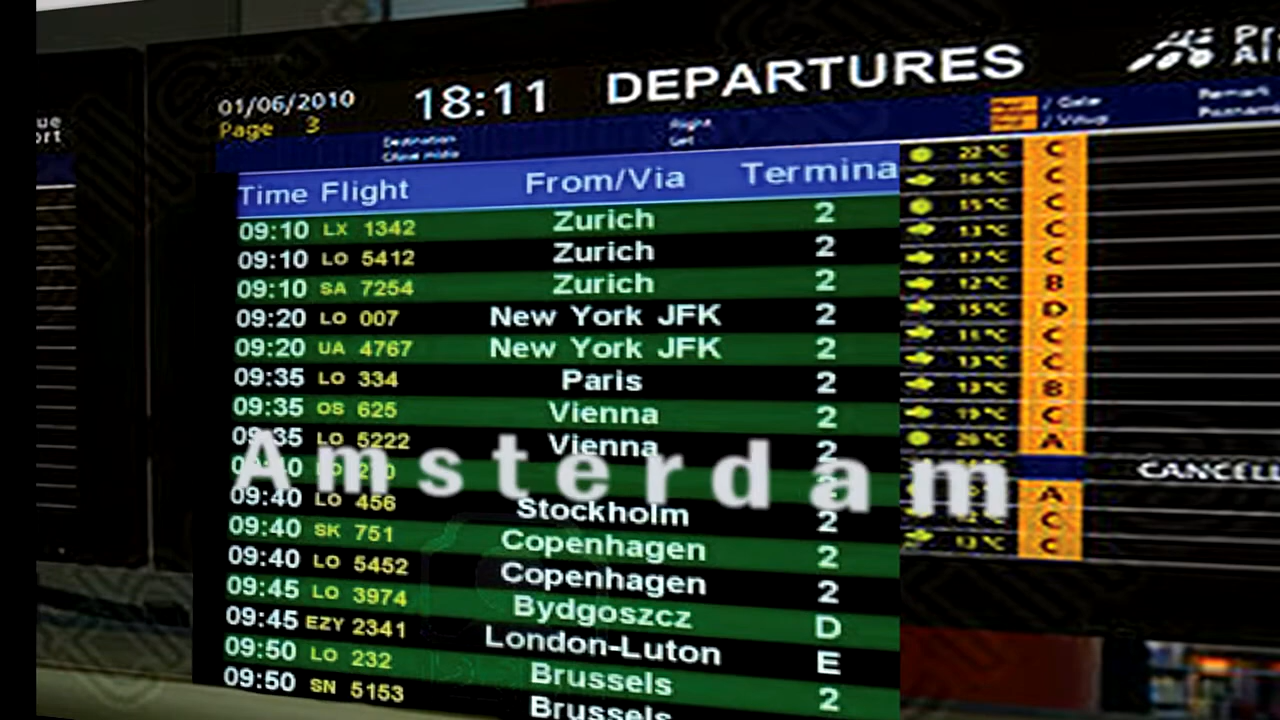 01/06/2010 18:11 DEPARTURES
Page 3
Time Flight From/Via Termina
09:10 LX 1342 Zurich 2
09:10 LO 5412 Zurich 2
09:10 SA 7254 Zurich 2
09:20 LO 007 New York JFK 2
09:20 UA 4767 New York JFK 2
09:35 LO 334 Paris 2
09:35 OS 625 Vienna 2
09:35 LO 5222 Vienna 2
Amsterdam
09:40 LO 456 Stockholm 2
09:40 SK 751 Copenhagen 2
09:40 LO 5452 Copenhagen 2
09:45 LO 3974 Bydgoszcz D
09:45 EZY 2341 London-Luton E
09:50 LO 232 Brussels 2
09:50 SN 5153 Brussels
22 °C C
16 °C C
15 °C C
13 °C C
17 °C C
12 °C B
15 °C D
11 °C C
13 °C C
13 °C B
19 °C C
20 °C A
CANCELL
A
C
13 °C C